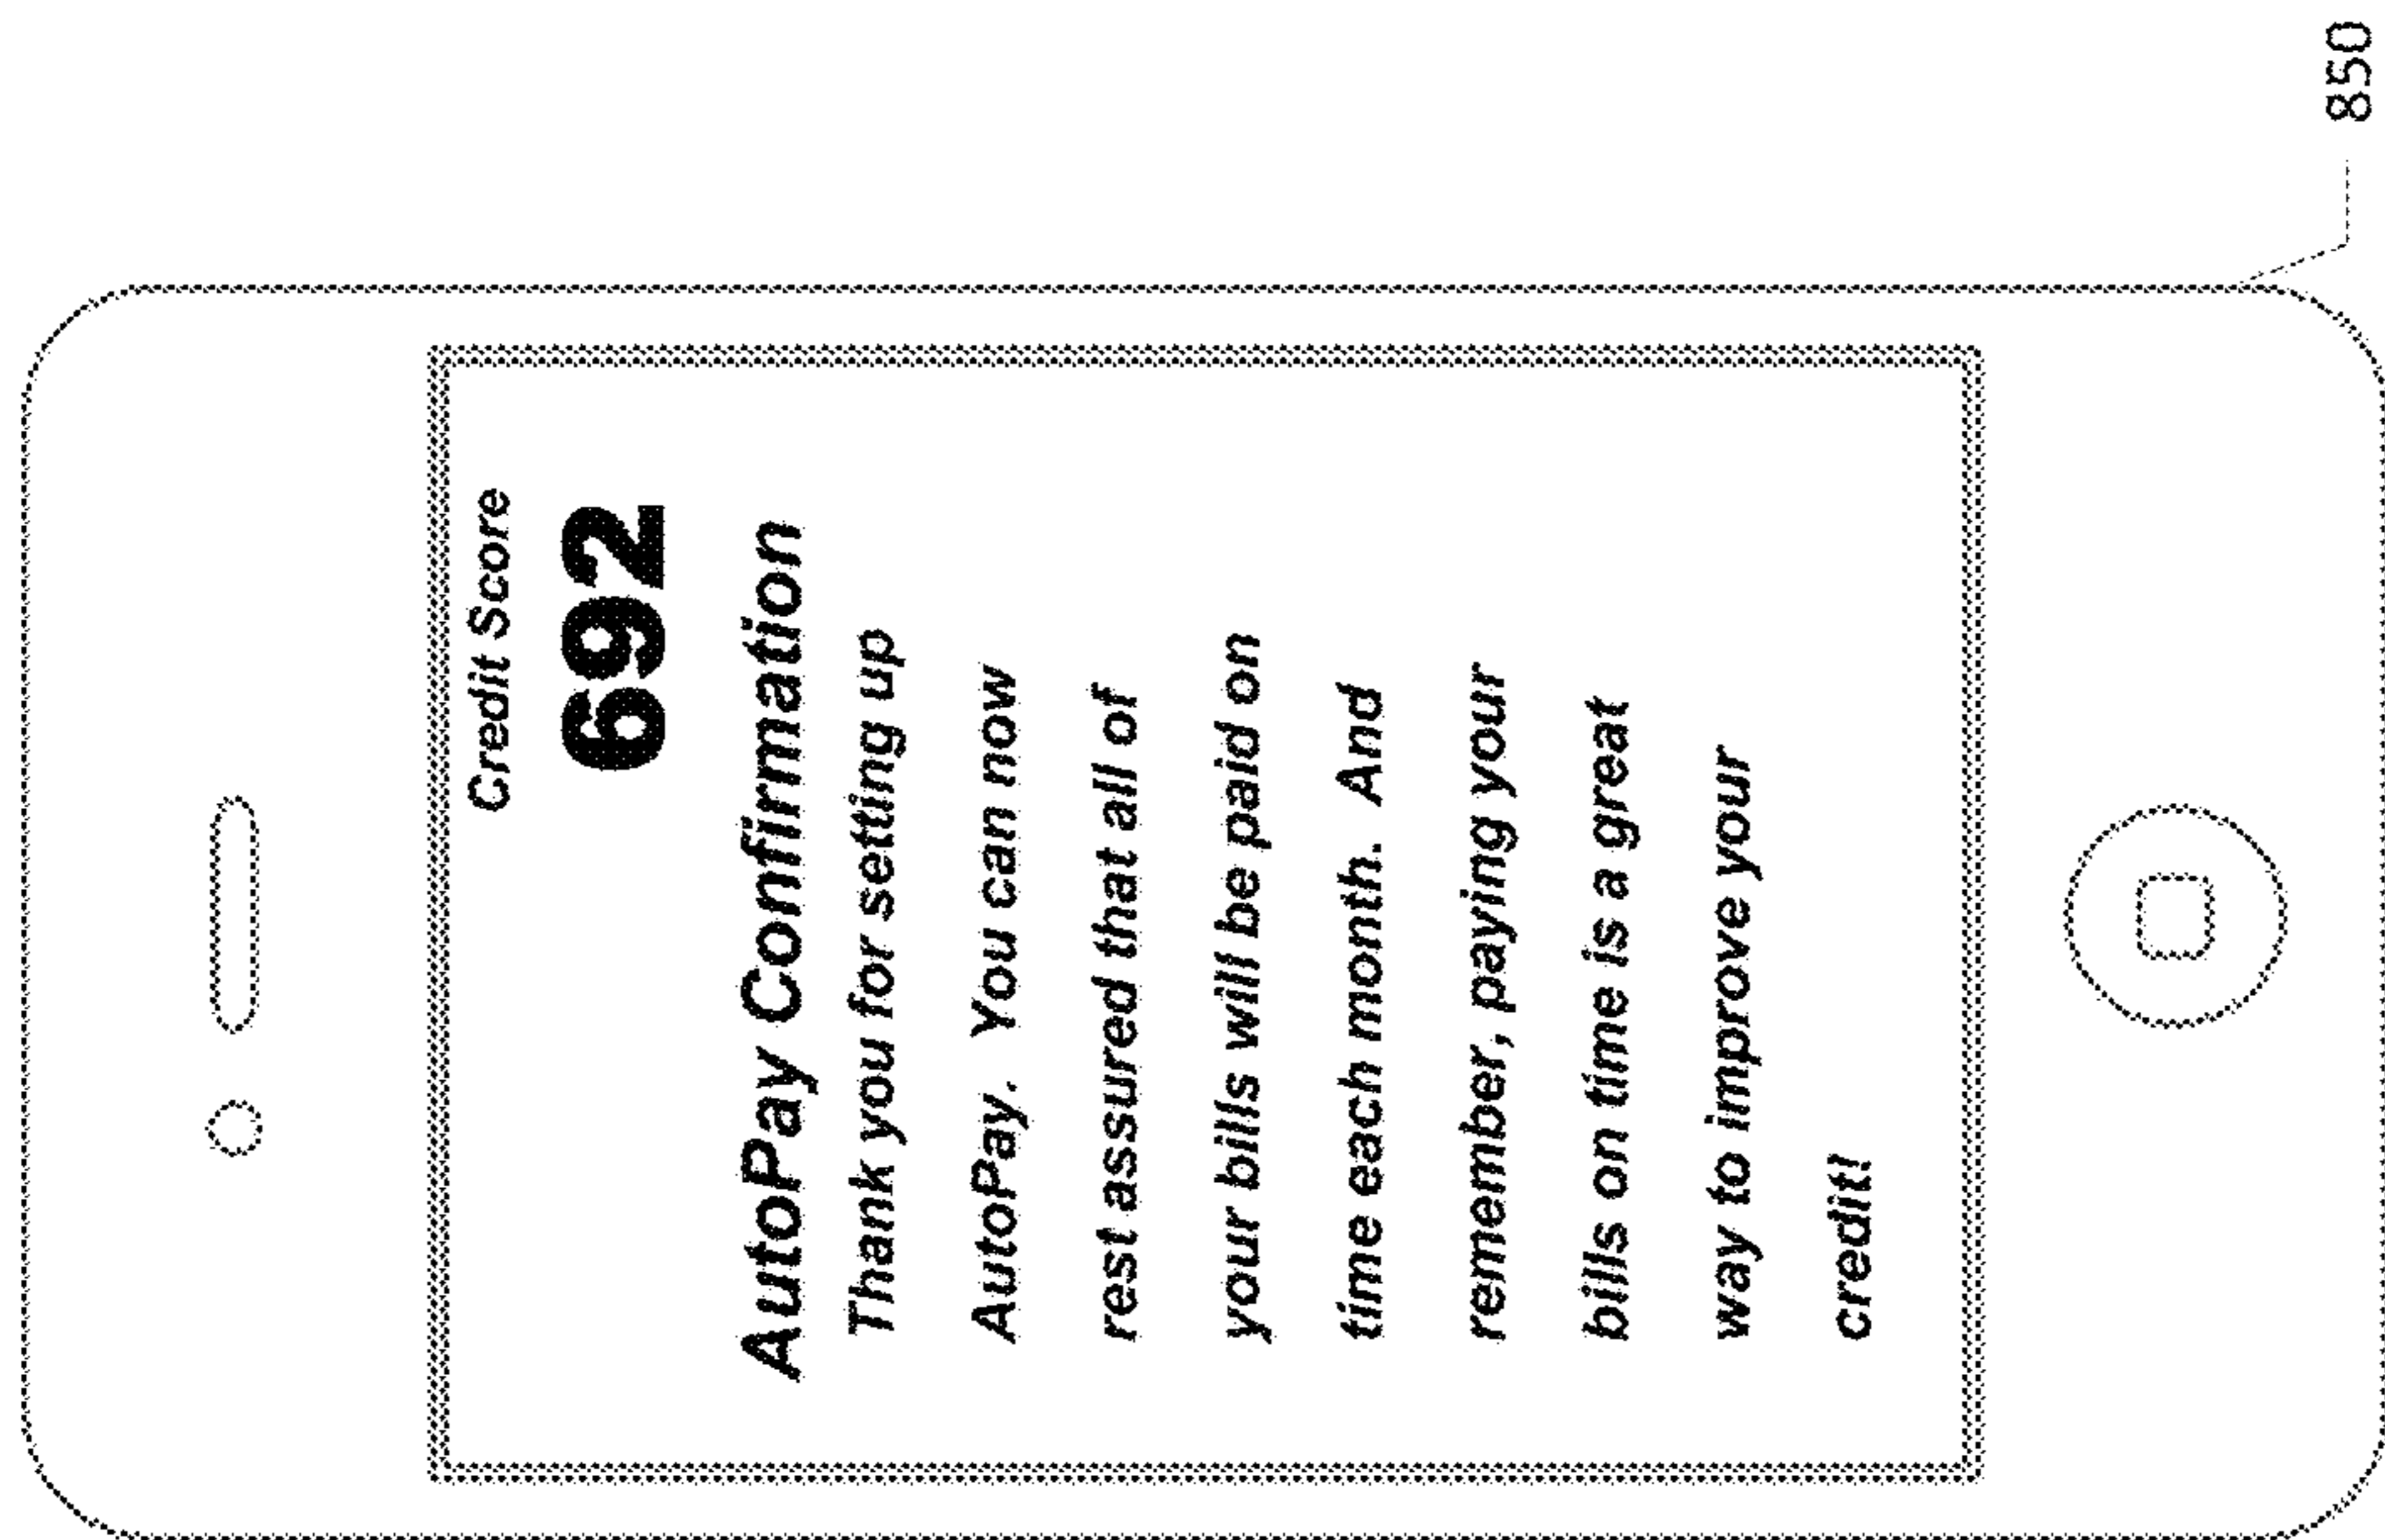 Credit Score
692
AutoPay Confirmation
Thank you for setting up
AutoPay.  You can now
rest assured that all of
your bills will be paid on
time each month.  And
remember, paying your
bills on time is a great
way to improve your
credit!
850